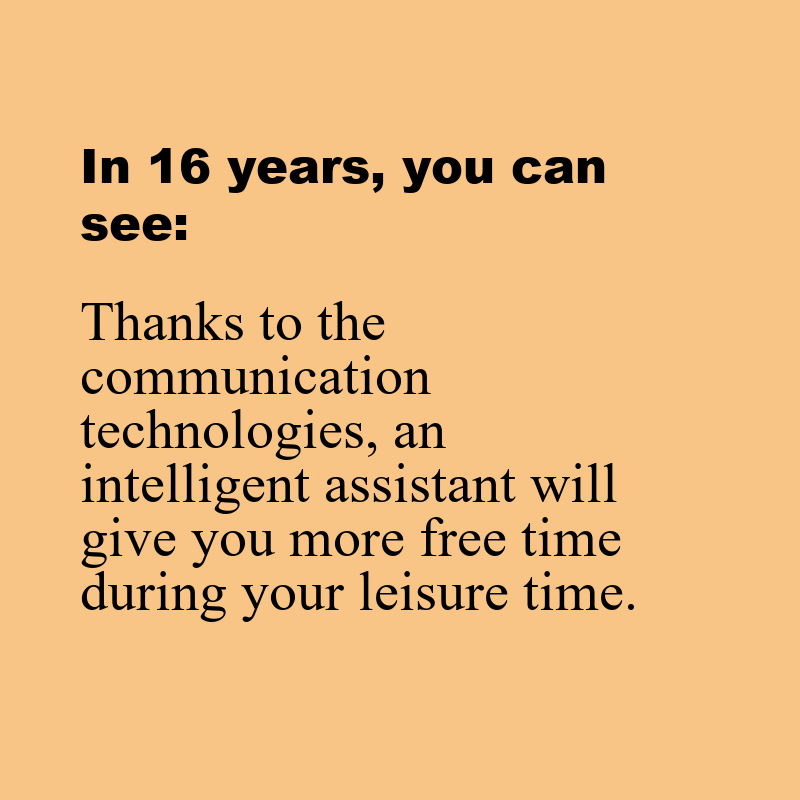 In 16 years, you can
see:
Thanks to the
communication
technologies, an
intelligent assistant will
give you more free time
during your leisure time.